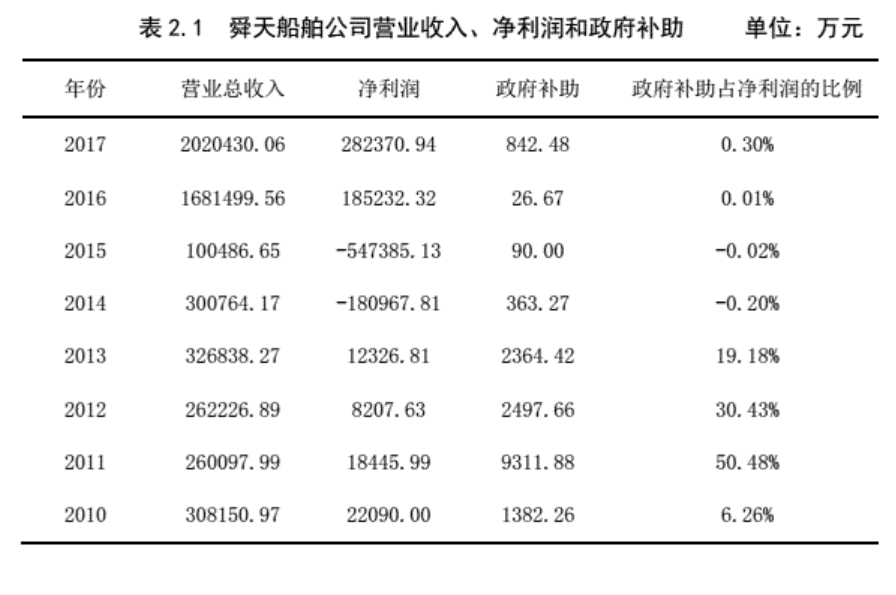 表 2.1 舜天船舶公司营业收入、净利润和政府补助 单位：万元
年份 营业总收入 净利润 政府补助 政府补助占净利润的比例
2017 2020430.06 282370.94 842.48 0.30%
2016 1681499.56 185232.32 26.67 0.01%
2015 100486.65 -547385.13 90.00 -0.02%
2014 300764.17 -180967.81 363.27 -0.20%
2013 326838.27 12326.81 2364.42 19.18%
2012 262226.89 8207.63 2497.66 30.43%
2011 260097.99 18445.99 9311.88 50.48%
2010 308150.97 22090.00 1382.26 6.26%